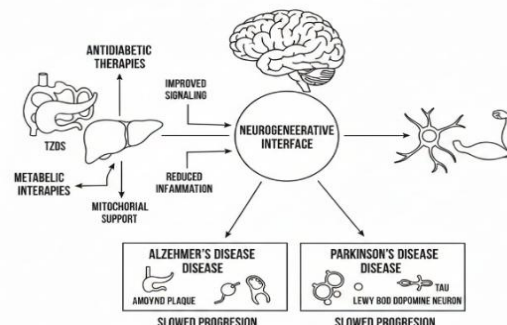 ANTIDIABETIC
THERAPIES
IMPROVED
SIGNALING
TZDS
NEUROGENEERATIVE
INTERFACE
METABELIC
INTERAPIES
MITOCHORIAL
SUPPORT
REDUCED
INFAMMATION
ALZEHMER'S DISEASE
DISEASE
AMOYND PLAQUE
SLOWED PROGRESION
PARKINSON'S DISEASE
DISEASE
TAU
LEWY BOD DOPOMINE NEURON
SLOWED PROGRESION